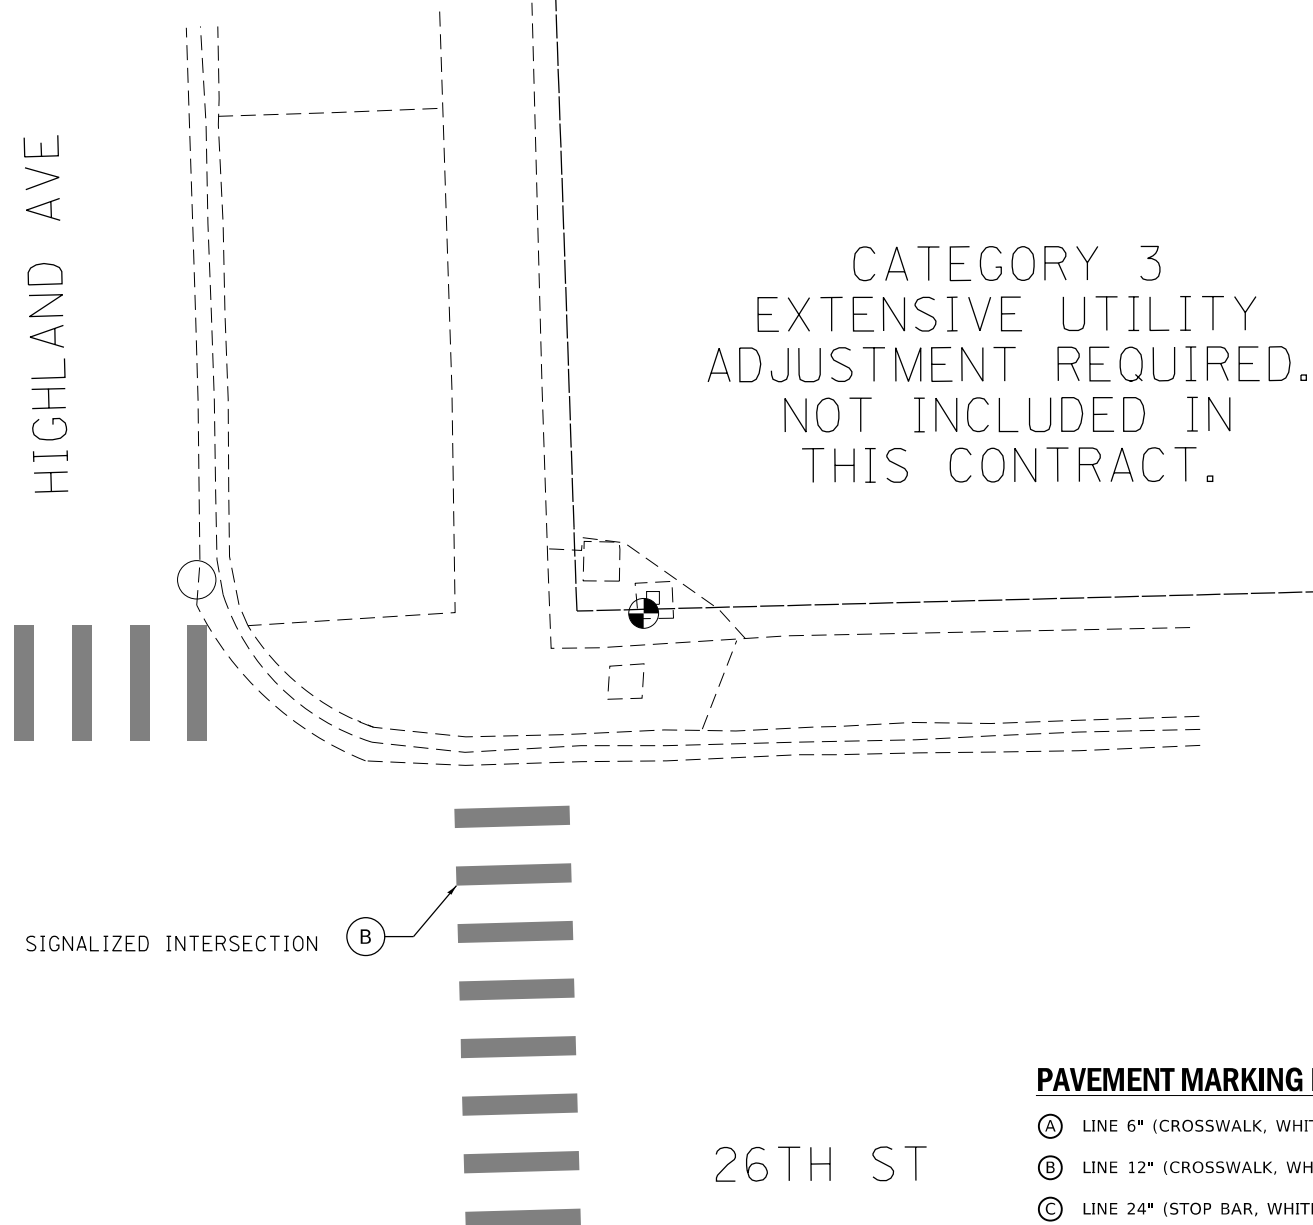 HIGHLAND AVE
CATEGORY 3
EXTENSIVE UTILITY
ADJUSTMENT REQUIRED.
NOT INCLUDED IN
THIS CONTRACT.
SIGNALIZED INTERSECTION B
26TH ST
PAVEMENT MARKING
A LINE 6" (CROSSWALK,
B LINE 12" (CROSSWALK,
C LINE 24" (STOP BAR,